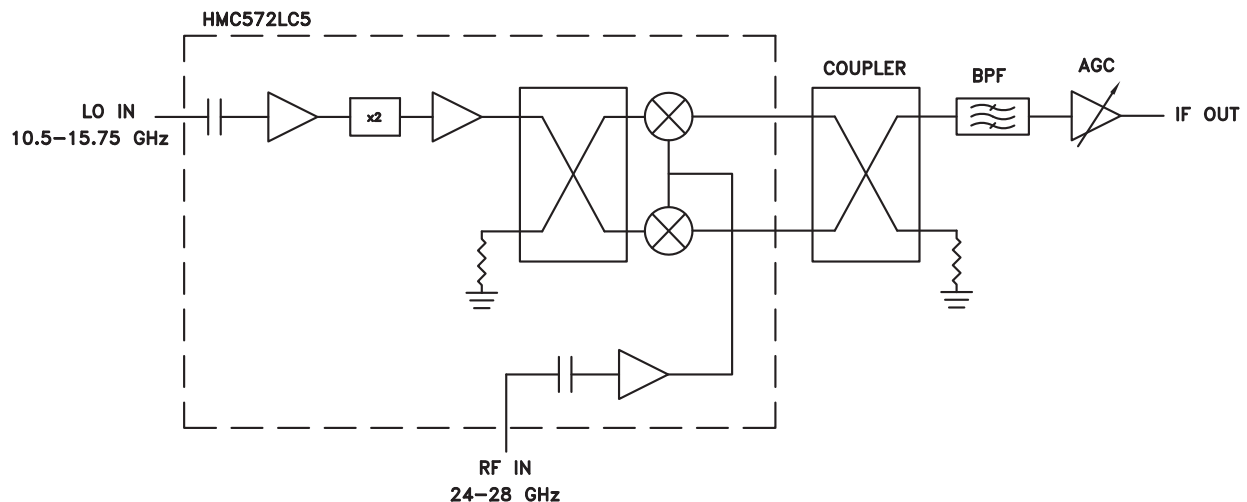 HMC572LC5
COUPLER
BPF
AGC
LO IN
10.5–15.75 GHz
x2
IF OUT
RF IN
24–28 GHz